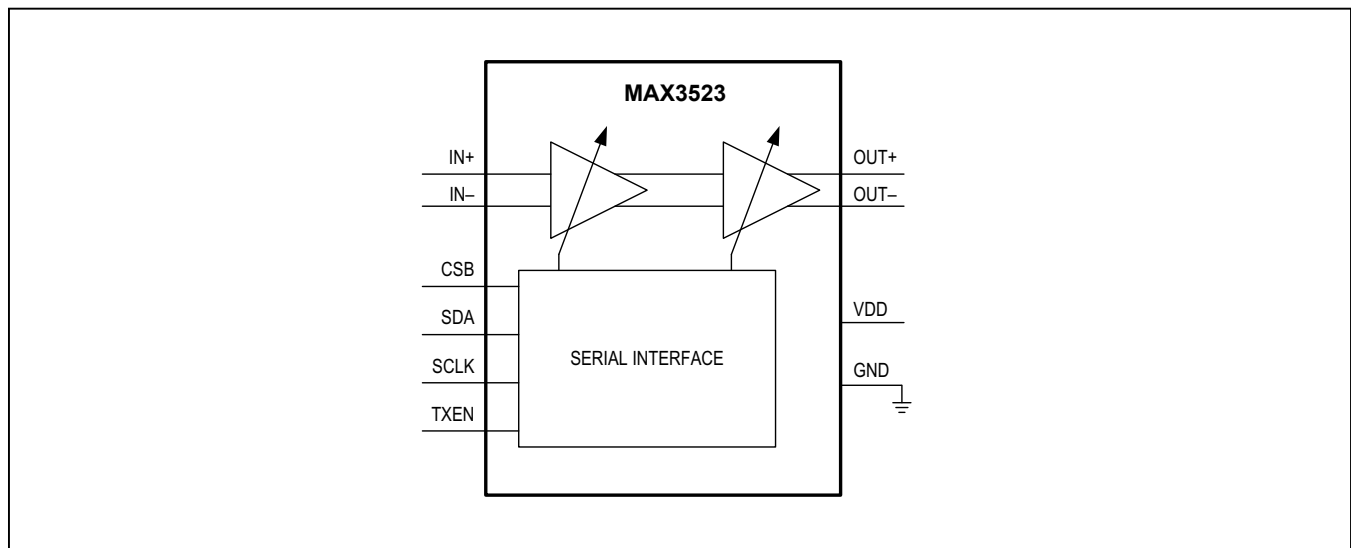 MAX3523
IN+
IN–
OUT+
OUT–
CSB
SDA
SCLK
TXEN
SERIAL INTERFACE
VDD
GND